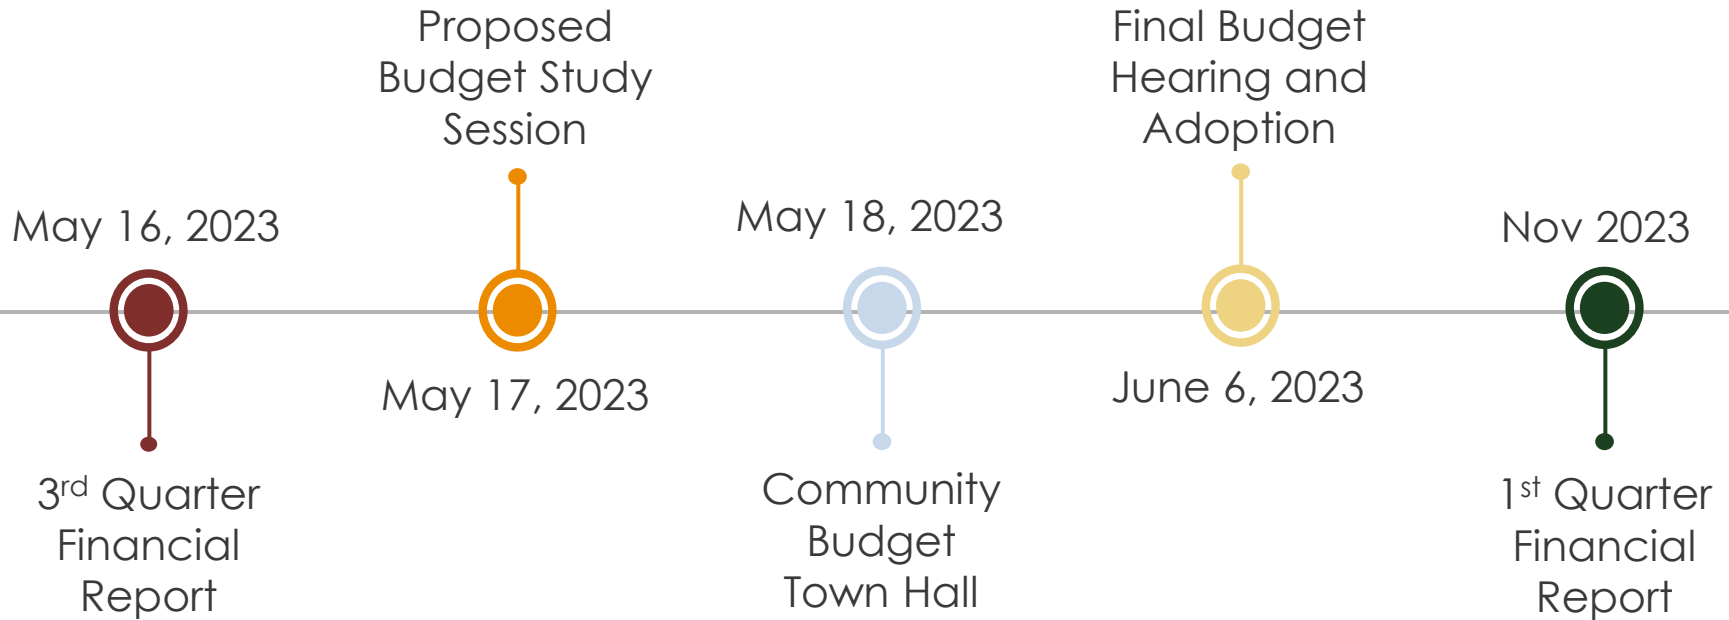 May 16, 2023
3rd Quarter
Financial
Report
Proposed
Budget Study
Session
May 17, 2023
May 18, 2023
Community
Budget
Town Hall
Final Budget
Hearing and
Adoption
June 6, 2023
Nov 2023
1st Quarter
Financial
Report